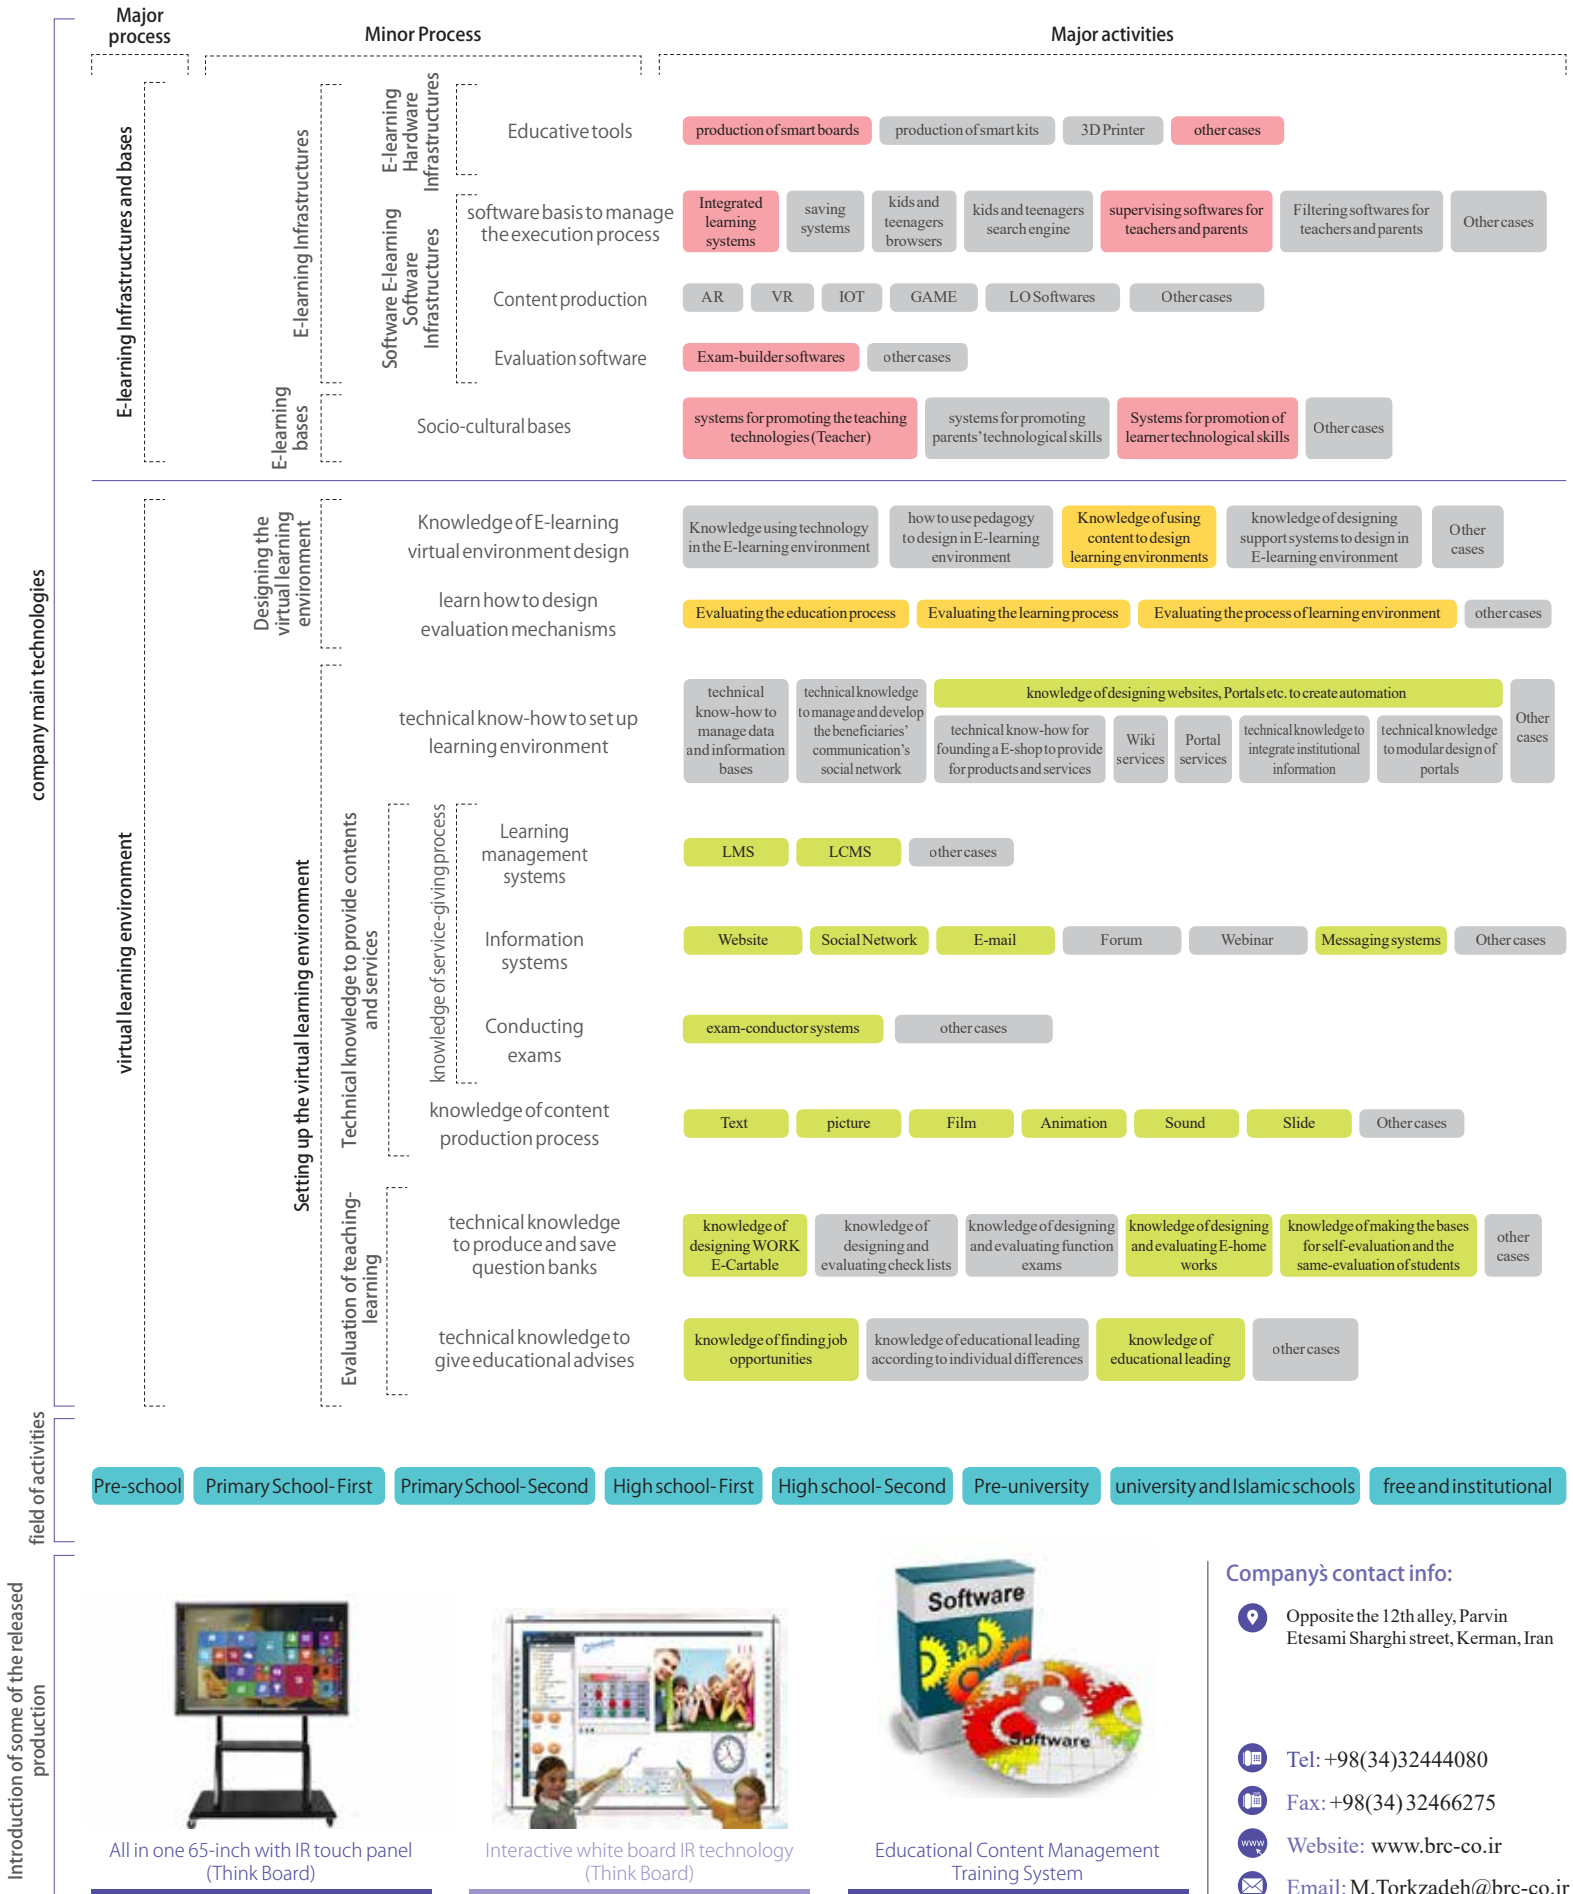 Major
process
Minor Process
Major activities
company main technologies
E-learning Infrastructures and bases
E-learning Infrastructures
E-learning
Hardware
Infrastructures
Educative tools
production of smart boards
production of smart kits
3D Printer
other cases
Software E-learning
Software
Infrastructures
software basis to manage
the execution process
Integrated
learning
systems
saving
systems
kids and
teenagers
browsers
kids and teenagers
search engine
supervising softwares for
teachers and parents
Filtering softwares for
teachers and parents
Other cases
Content production
AR
VR
IOT
GAME
LO Softwares
Other cases
Evaluation software
Exam-builder softwares
other cases
E-learning
bases
Socio-cultural bases
systems for promoting the teaching
technologies (Teacher)
systems for promoting
parents' technological skills
Systems for promotion of
learner technological skills
Other cases
virtual learning environment
Designing the
virtual learning
environment
Knowledge of E-learning
virtual environment design
Knowledge using technology
in the E-learning environment
how to use pedagogy
to design in E-learning
environment
Knowledge of using
content to design
learning environments
knowledge of designing
support systems to design in
E-learning environment
Other
cases
learn how to design
evaluation mechanisms
Evaluating the education process
Evaluating the learning process
Evaluating the process of learning environment
other cases
Setting up the virtual learning environment
technical know-how to set up
learning environment
technical
know-how to
manage data
and information
bases
technical knowledge
to manage and develop
the beneficiaries'
communication's
social network
knowledge of designing websites, Portals etc. to create automation
technical know-how for
founding a E-shop to provide
for products and services
Wiki
services
Portal
services
technical knowledge to
integrate institutional
information
technical knowledge
to modular design of
portals
Other
cases
Technical knowledge to provide contents
and services
knowledge of service-giving process
Learning
management
systems
LMS
LCMS
other cases
Information
systems
Website
Social Network
E-mail
Forum
Webinar
Messaging systems
Other cases
Conducting
exams
exam-conductor systems
other cases
knowledge of content
production process
Text
picture
Film
Animation
Sound
Slide
Other cases
Evaluation of teaching-
learning
technical knowledge
to produce and save
question banks
knowledge of
designing WORK
E-Cartable
knowledge of
designing and
evaluating check lists
knowledge of designing
and evaluating function
exams
knowledge of designing
and evaluating E-home
works
knowledge of making the bases
for self-evaluation and the
same-evaluation of students
other
cases
technical knowledge to
give educational advises
knowledge of finding job
opportunities
knowledge of educational leading
according to individual differences
knowledge of
educational leading
other cases
field of activities
Pre-school
Primary School- First
Primary School- Second
High school- First
High school- Second
Pre-university
university and Islamic schools
free and institutional
Introduction of some of the released
production
All in one 65-inch with IR touch panel
(Think Board)
Interactive white board IR technology
(Think Board)
Software
Software
Educational Content Management
Training System
Company's contact info:
Opposite the 12th alley, Parvin
Etesami Sharghi street, Kerman, Iran
Tel: +98(34)32444080
Fax: +98(34) 32466275
www
Website: www.brc-co.ir
Email: M.Torkzadeh@brc-co.ir